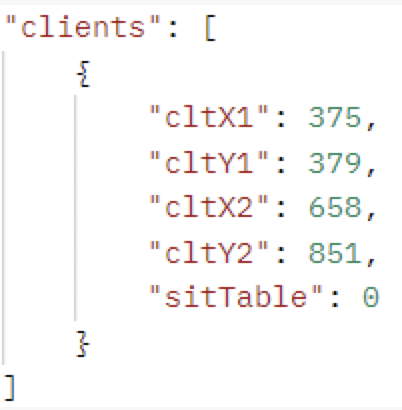 "clients": [
{
"cltX1": 375,
"cltY1": 379,
"cltX2": 658,
"cltY2": 851,
"sitTable": 0
}
]